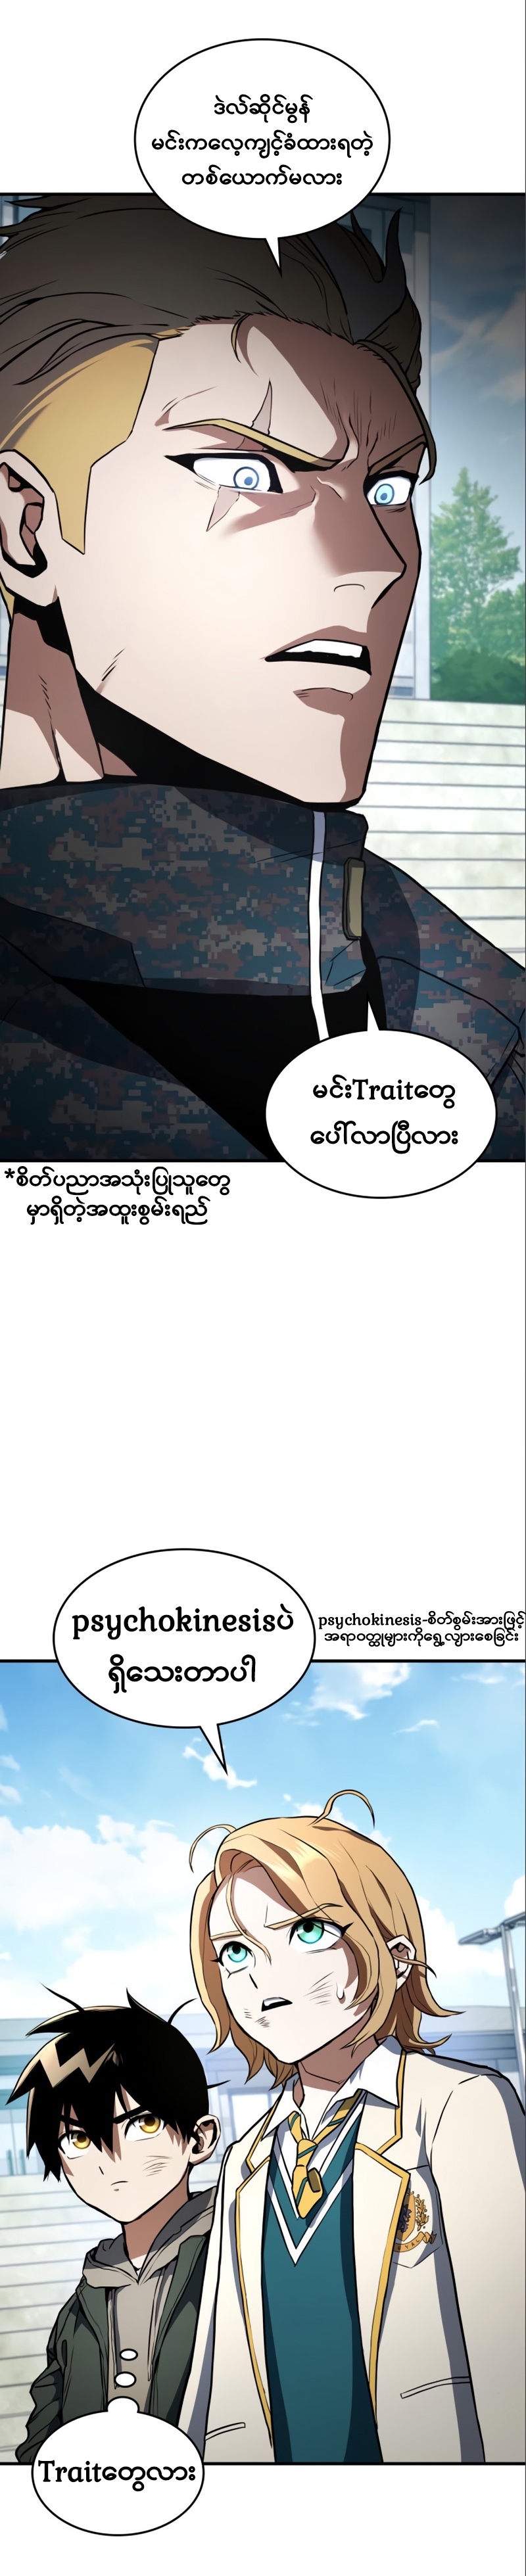 ဒဲလ်ဆိုင်မွန်
မင်းကလေ့ကျင့်ခံထားရတဲ့
တစ်ယောက်မလား
မင်းTraitတွေ
ပေါ်လာပြီလား
*စိတ်ပညာအသုံးပြုသူတွေ
မှာရှိတဲ့အထူးစွမ်းရည်
psychokinesisပဲ
ရှိသေးတာပါ
psychokinesis-စိတ်စွမ်းအားဖြင့်
အရာဝတ္ထုများကိုရွေ့လျားစေခြင်း
Traitတွေလား